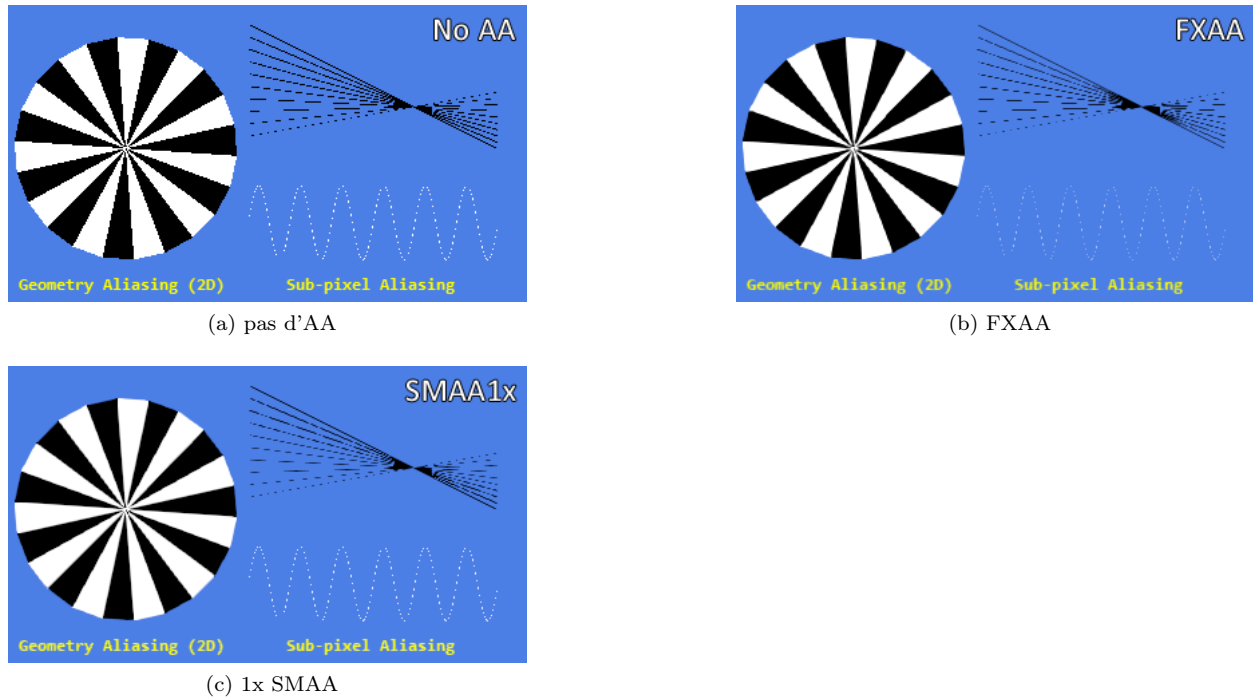 No AA
Geometry Aliasing (2D) Sub-pixel Aliasing
(a) pas d'AA
FXAA
Geometry Aliasing (2D) Sub-pixel Aliasing
(b) FXAA
SMAA1x
Geometry Aliasing (2D) Sub-pixel Aliasing
(c) 1x SMAA